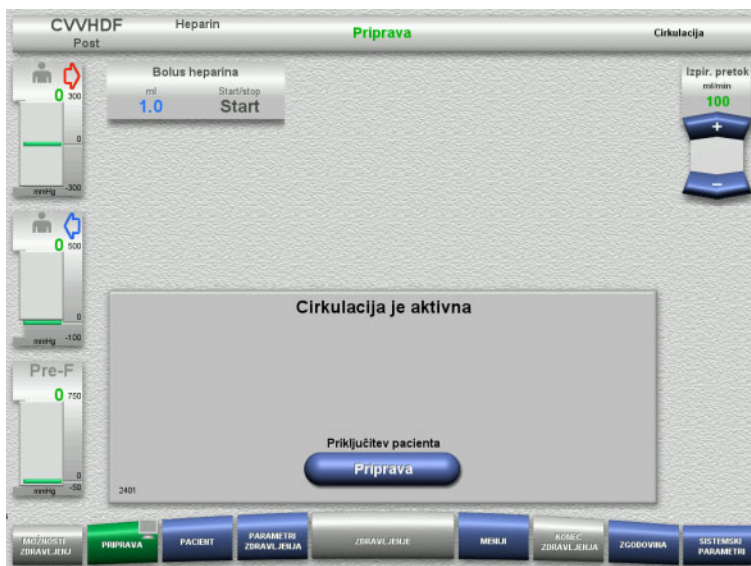 CVVHDF
Post
Heparin
Priprava
Cirkulacija
0
300
0
mmHg
-300
Bolus heparina
ml
Start/stop
1.0
Start
Izpir. pretok
ml/min
100
+
–
0
500
0
mmHg
-100
Pre-F
0
750
0
mmHg
-50
Cirkulacija je aktivna
Priključitev pacienta
Priprava
2401
MOŽNOSTI
ZDRAVLJENJ
PRIPRAVA
PACIENT
PARAMETRI
ZDRAVLJENJA
ZDRAVLJENJE
MENIJI
KONEC
ZDRAVLJENJA
ZGODOVINA
SISTEMSKI
PARAMETRI